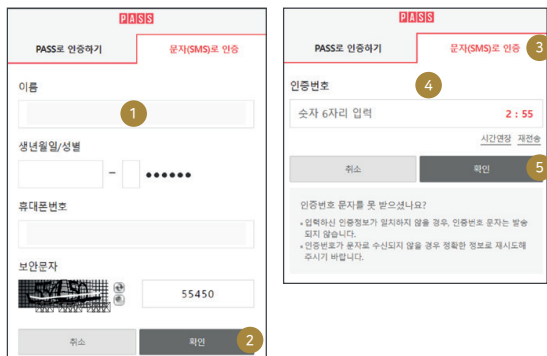 PASS
PASS로 인증하기
문자(SMS)로 인증
이름
1
생년월일/성별
– ●●●●●●
휴대폰번호
보안문자
55450
55450
취소
확인
2
PASS
PASS로 인증하기
문자(SMS)로 인증
3
인증번호
4
숫자 6자리 입력
2 : 55
시간연장 재전송
취소
확인
5
인증번호 문자를 못 받으셨나요?
• 입력하신 인증정보가 일치하지 않을 경우, 인증번호 문자는 발송
되지 않습니다.
• 인증번호가 문자로 수신되지 않을 경우 정확한 정보로 재시도해
주시기 바랍니다.